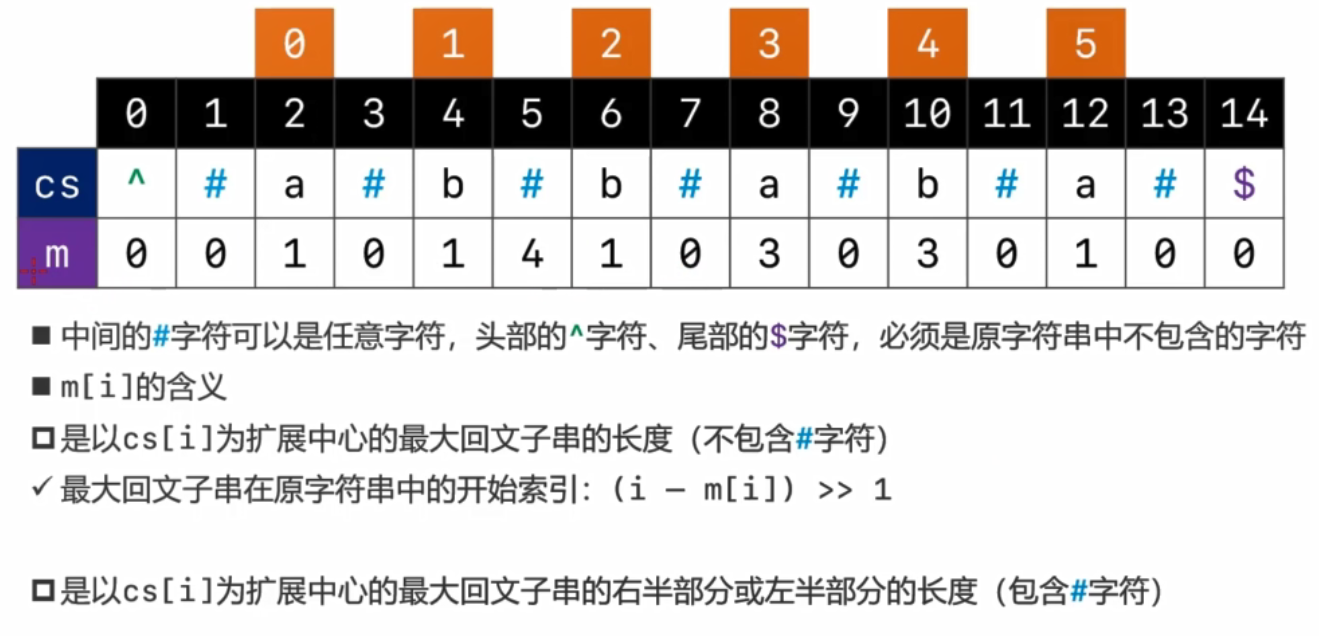 0 1 2 3 4 5
0 1 2 3 4 5 6 7 8 9 10 11 12 13 14
cs ^ # a # b # b # a # b # a # $
m 0 0 1 0 1 4 1 0 3 0 3 0 1 0 0
■ 中间的#字符可以是任意字符，头部的^字符、尾部的$字符，必须是原字符串中不包含的字符
■ m[i]的含义
□ 是以cs[i]为扩展中心的最大回文子串的长度（不包含#字符）
✓ 最大回文子串在原字符串中的开始索引：(i – m[i]) >> 1
□ 是以cs[i]为扩展中心的最大回文子串的右半部分或左半部分的长度（包含#字符）